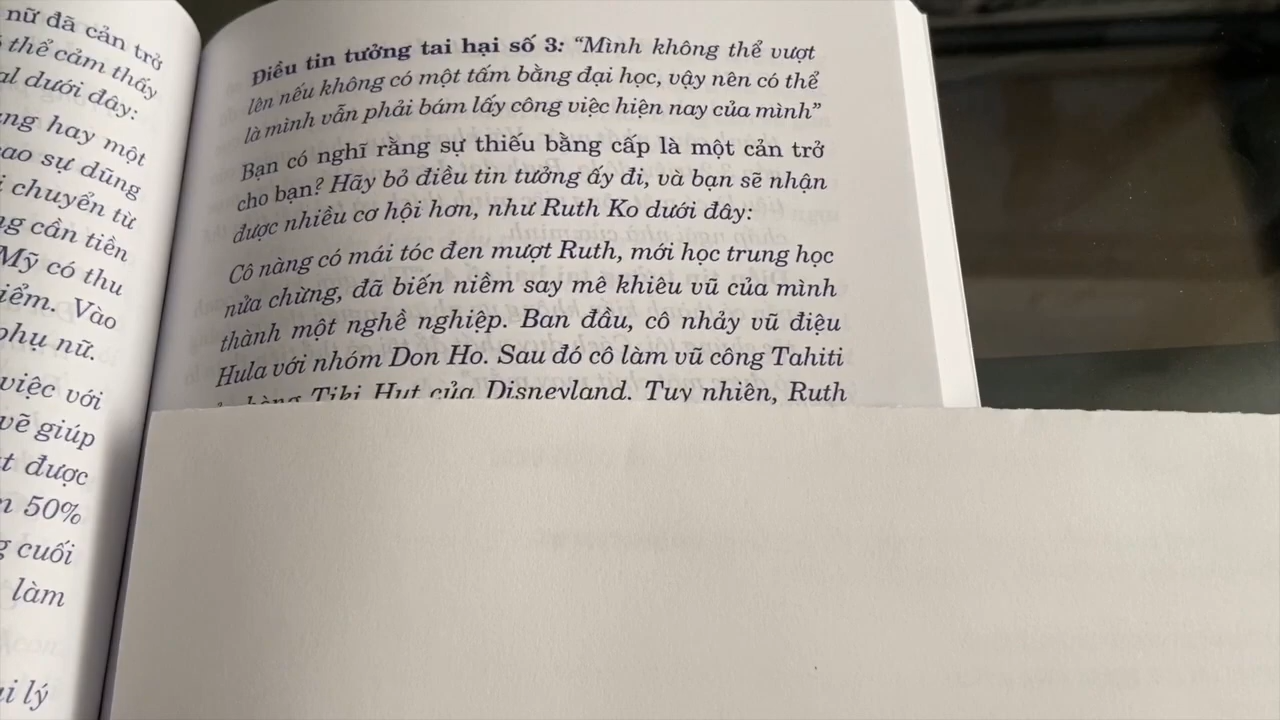 nữ đã cản trở
thể cảm thấy
dưới đây:
hay một
sự dũng
chuyển từ
cần tiên
Mỹ có thu
Vào
phụ nữ.
việc với
vẽ giúp
được
50%
cuối
làm
lý
Điều tin tưởng tai hại số 3: “Mình không thể vượt
lên nếu không có một tấm bằng đại học, vậy nên có thể
là mình vẫn phải bám lấy công việc hiện nay của mình”
Bạn có nghĩ rằng sự thiếu bằng cấp là một cản trở
cho bạn? Hãy bỏ điều tin tưởng ấy đi, và bạn sẽ nhận
được nhiều cơ hội hơn, như Ruth Ko dưới đây:
Cô nàng có mái tóc đen mượt Ruth, mới học trung học
nửa chừng, đã biến niềm say mê khiêu vũ của mình
thành một nghề nghiệp. Ban đầu, cô nhảy vũ điệu
Hula với nhóm Don Ho. Sau đó cô làm vũ công Tahiti
Tiki Hut của Disneyland. Tuy nhiên, Ruth